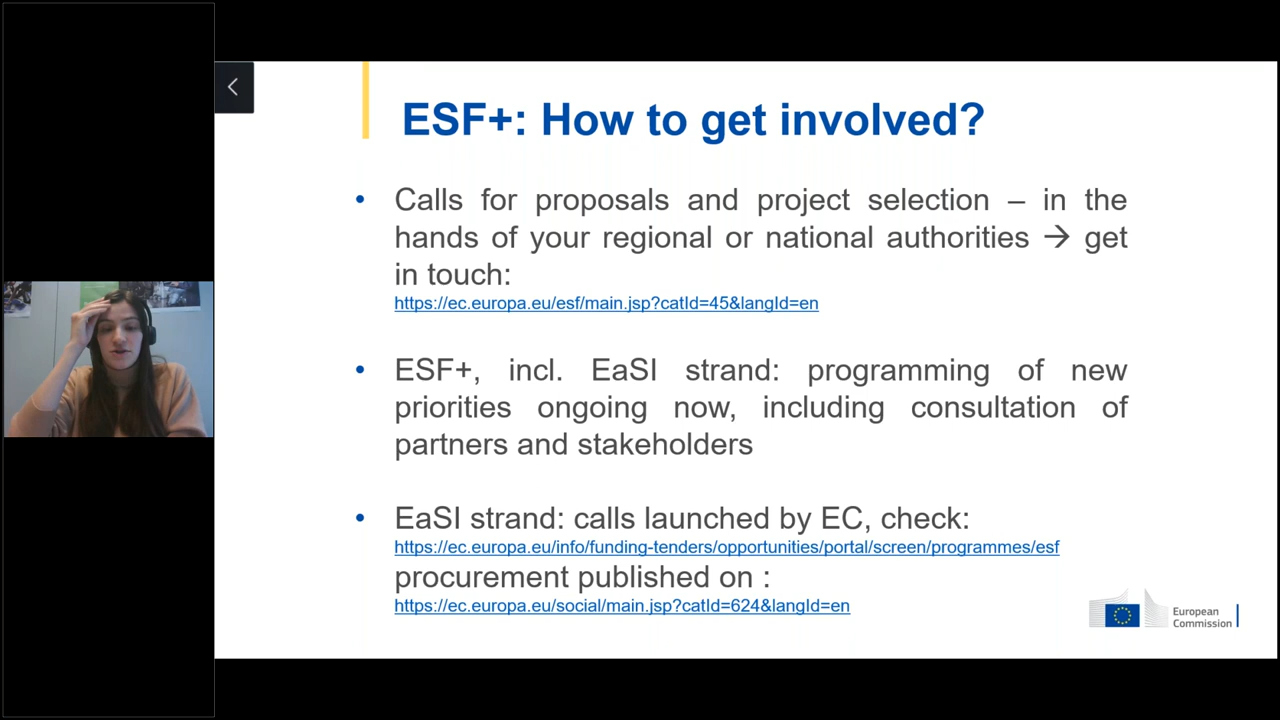 ESF+: How to get involved?
• Calls for proposals and project selection – in the
hands of your regional or national authorities → get
in touch:
https://ec.europa.eu/esf/main.jsp?catId=45&langId=en
• ESF+, incl. EaSI strand: programming of new
priorities ongoing now, including consultation of
partners and stakeholders
• EaSI strand: calls launched by EC, check:
https://ec.europa.eu/info/funding-tenders/opportunities/portal/screen/programmes/esf
procurement published on :
https://ec.europa.eu/social/main.jsp?catId=624&langId=en
European
Commission